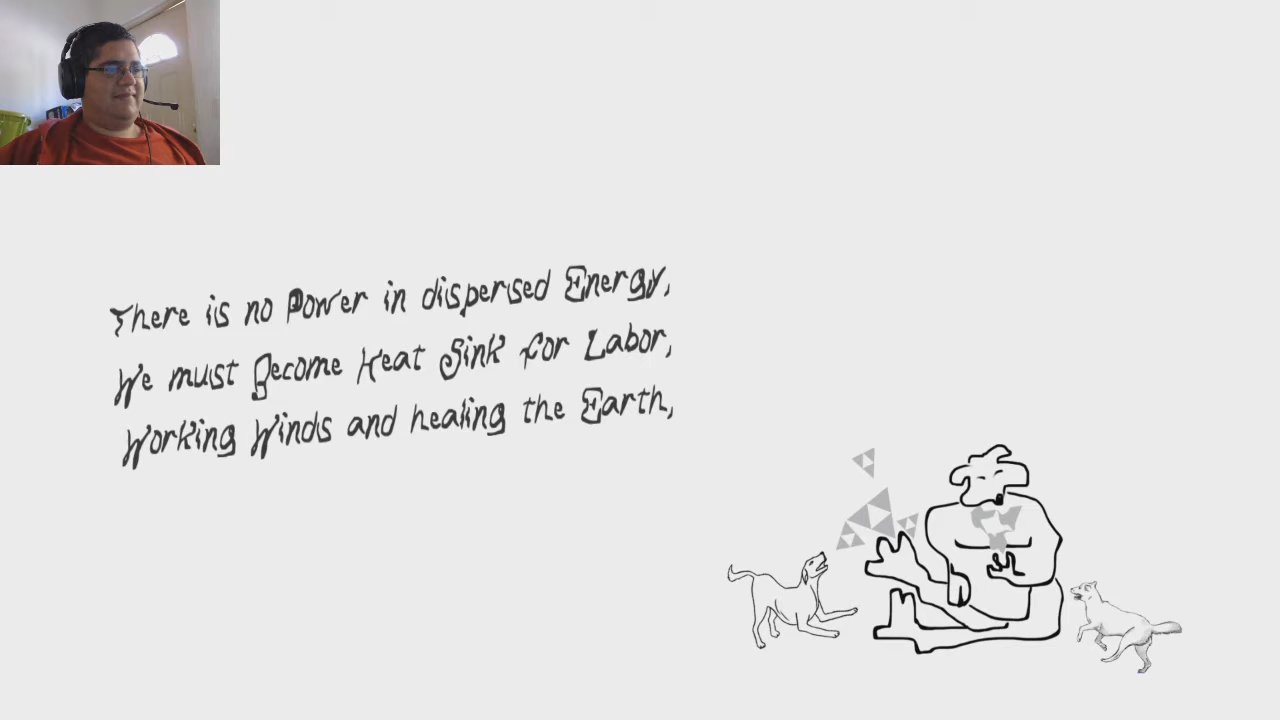 There is no Power in dispersed Energy,
We must Become Heat Sink for Labor,
Working Winds and healing the Earth,